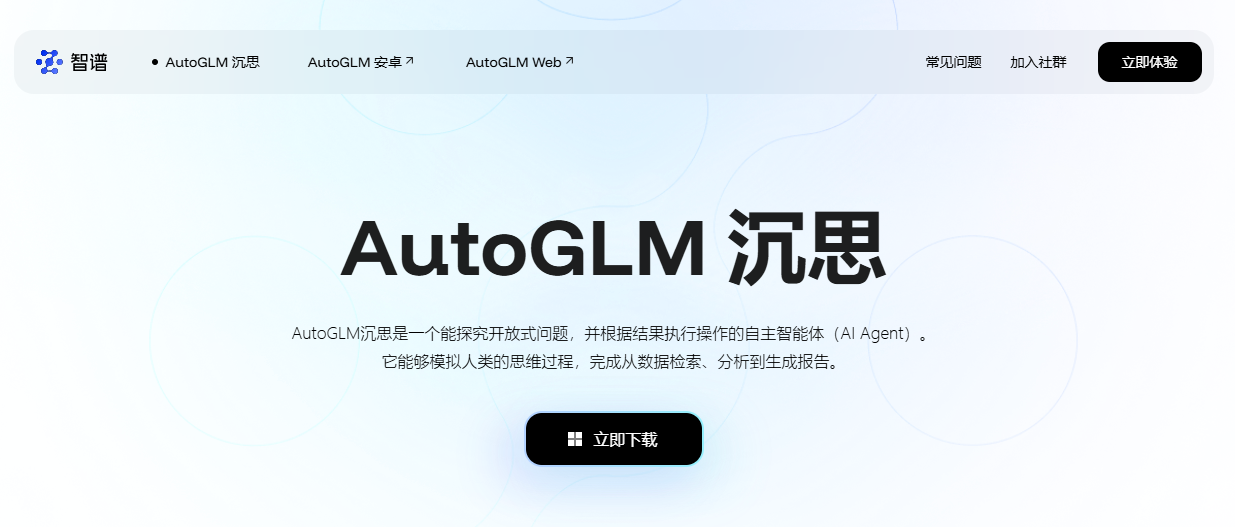 智谱
AutoGLM 沉思
AutoGLM 安卓
AutoGLM Web
常见问题
加入社群
立即体验
AutoGLM 沉思
AutoGLM沉思是一个能探究开放式问题，并根据结果执行操作的自主智能体（AI Agent）。
它能够模拟人类的思维过程，完成从数据检索、分析到生成报告。
立即下载